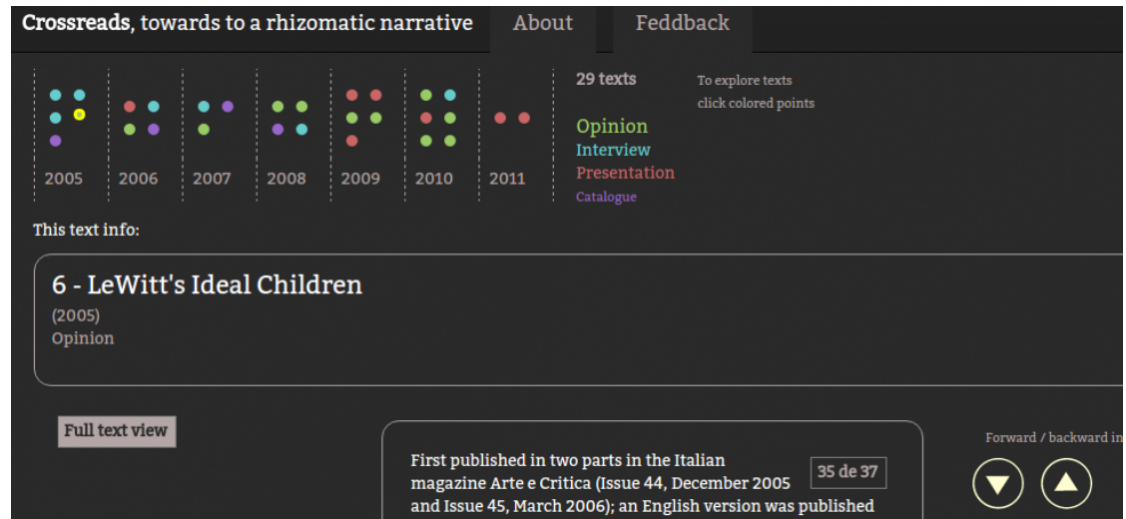 Crossreads, towards to a rhizomatic narrative About Feddback
29 texts
To explore texts
click colored points
Opinion
Interview
Presentation
Catalogue
2005 2006 2007 2008 2009 2010 2011
This text info:
6 - LeWitt's Ideal Children
(2005)
Opinion
Full text view
First published in two parts in the Italian
magazine Arte e Critica (Issue 44, December 2005
and Issue 45, March 2006); an English version was published
35 de 37
Forward / backward in